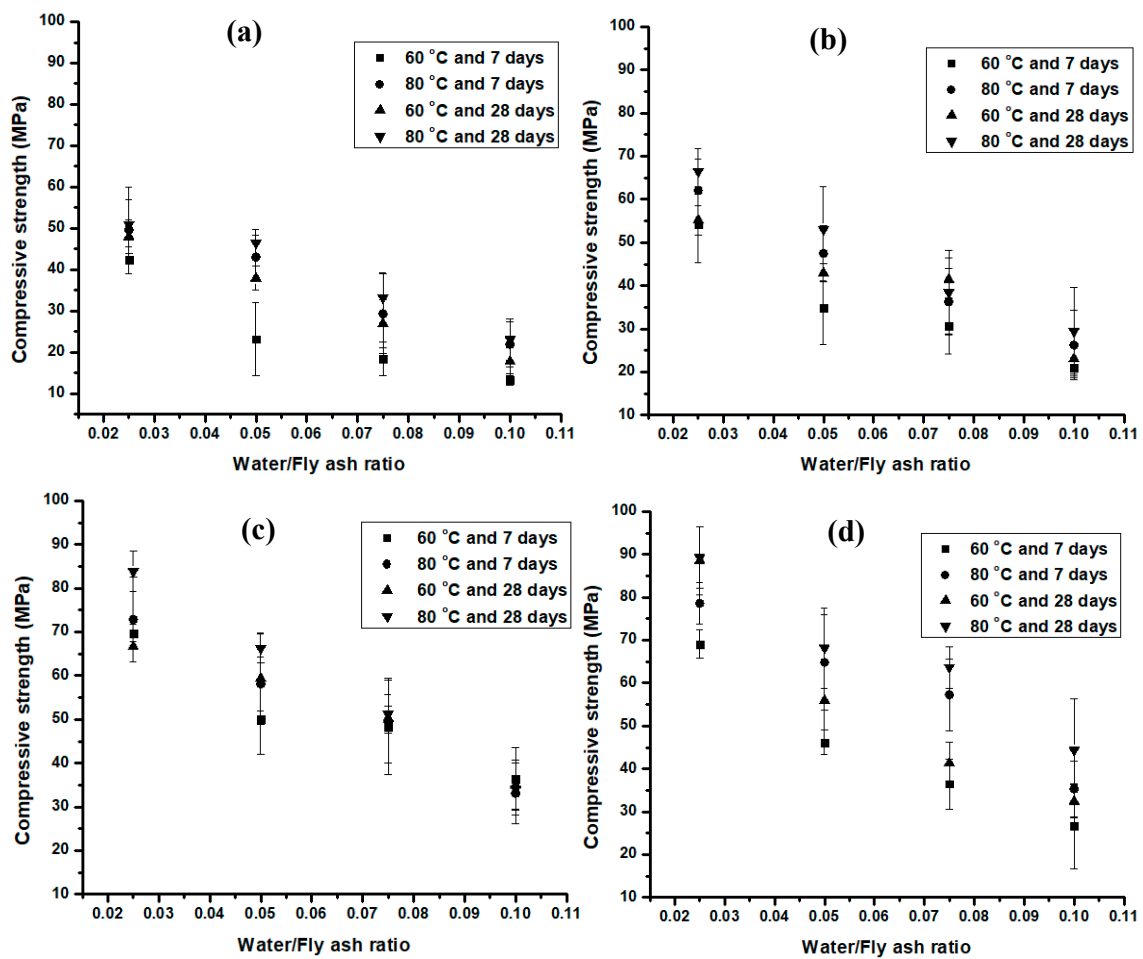 (a)
100
90
80
70
60
50
40
30
20
10
Compressive strength (MPa)
60 °C and 7 days
80 °C and 7 days
60 °C and 28 days
80 °C and 28 days
0.02 0.03 0.04 0.05 0.06 0.07 0.08 0.09 0.10 0.11
Water/Fly ash ratio
(b)
100
90
80
70
60
50
40
30
20
10
Compressive strength (MPa)
60 °C and 7 days
80 °C and 7 days
60 °C and 28 days
80 °C and 28 days
0.02 0.03 0.04 0.05 0.06 0.07 0.08 0.09 0.10 0.11
Water/Fly ash ratio
(c)
100
90
80
70
60
50
40
30
20
10
Compressive strength (MPa)
60 °C and 7 days
80 °C and 7 days
60 °C and 28 days
80 °C and 28 days
0.02 0.03 0.04 0.05 0.06 0.07 0.08 0.09 0.10 0.11
Water/Fly ash ratio
(d)
100
90
80
70
60
50
40
30
20
10
Compressive strength (MPa)
60 °C and 7 days
80 °C and 7 days
60 °C and 28 days
80 °C and 28 days
0.02 0.03 0.04 0.05 0.06 0.07 0.08 0.09 0.10 0.11
Water/Fly ash ratio